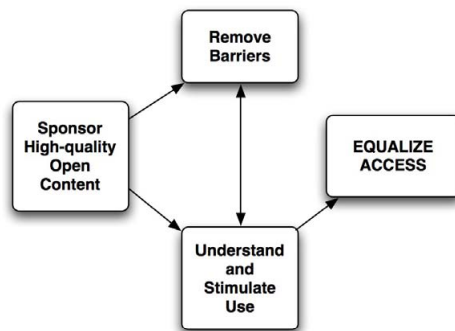 Remove
Barriers
Sponsor
High-quality
Open
Content
EQUALIZE
ACCESS
Understand
and
Stimulate
Use